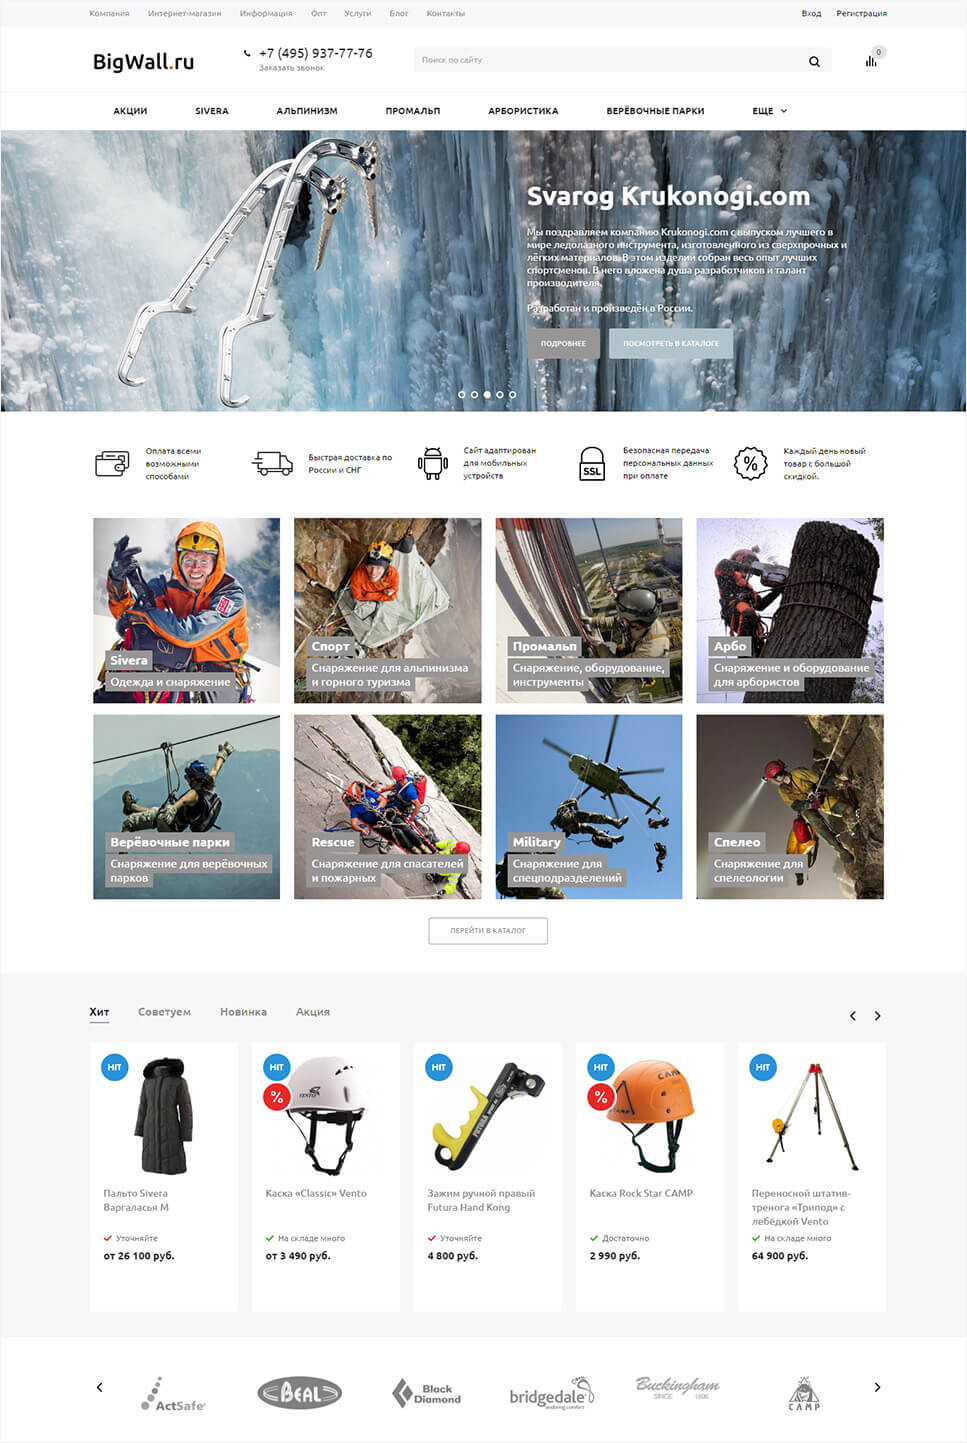 Компания Интернет-магазин Информация Опт Услуги Блог Контакты Вход Регистрация
BigWall.ru
+7 (495) 937-77-76
Заказать звонок
Поиск по сайту
0
АКЦИИ SIVERA АЛЬПИНИЗМ ПРОМАЛЬП АРБОРИСТИКА ВЕРЁВОЧНЫЕ ПАРКИ ЕЩЕ
Svarog Krukonogi.com
Мы поздравляем компанию Krukonogi.com с выпуском лучшего в
мире ледолазного инструмента, изготовленного из сверхпрочных и
лёгких материалов. В этом изделии собран весь опыт лучших
спортсменов. В него вложена душа разработчиков и талант
производителя.
Разработан и произведён в России.
ПОДРОБНЕЕ ПОСМОТРЕТЬ В КАТАЛОГЕ
Оплата всеми
возможными
способами
Быстрая доставка по
России и СНГ
Сайт адаптирован
для мобильных
устройств
SSL
Безопасная передача
персональных данных
при оплате
%
Каждый день новый
товар с большой
скидкой.
Sivera
Одежда и снаряжение
Спорт
Снаряжение для альпинизма
и горного туризма
Промальп
Снаряжение, оборудование,
инструменты
Арбо
Снаряжение и оборудование
для арбористов
Верёвочные парки
Снаряжение для верёвочных
парков
Rescue
Снаряжение для спасателей
и пожарных
Military
Снаряжение для
спецподразделений
Спелео
Снаряжение для
спелеологии
ПЕРЕЙТИ В КАТАЛОГ
Хит Советуем Новинка Акция
HIT
Пальто Sivera
Варгаласья М
Уточняйте
от 26 100 руб.
HIT
%
VENTO
Каска «Classic» Vento
На складе много
от 3 490 руб.
HIT
FUTURA
Зажим ручной правый
Futura Hand Kong
Уточняйте
4 800 руб.
HIT
%
CAMP
CAMP
Каска Rock Star CAMP
Достаточно
2 990 руб.
HIT
Переносной штатив-
тренога «Трипод» с
лебёдкой Vento
На складе много
64 900 руб.
ActSafe®
BEAL
Black
Diamond
bridgedale
enduring comfort
Buckingham
SINCE 1896
CAMP